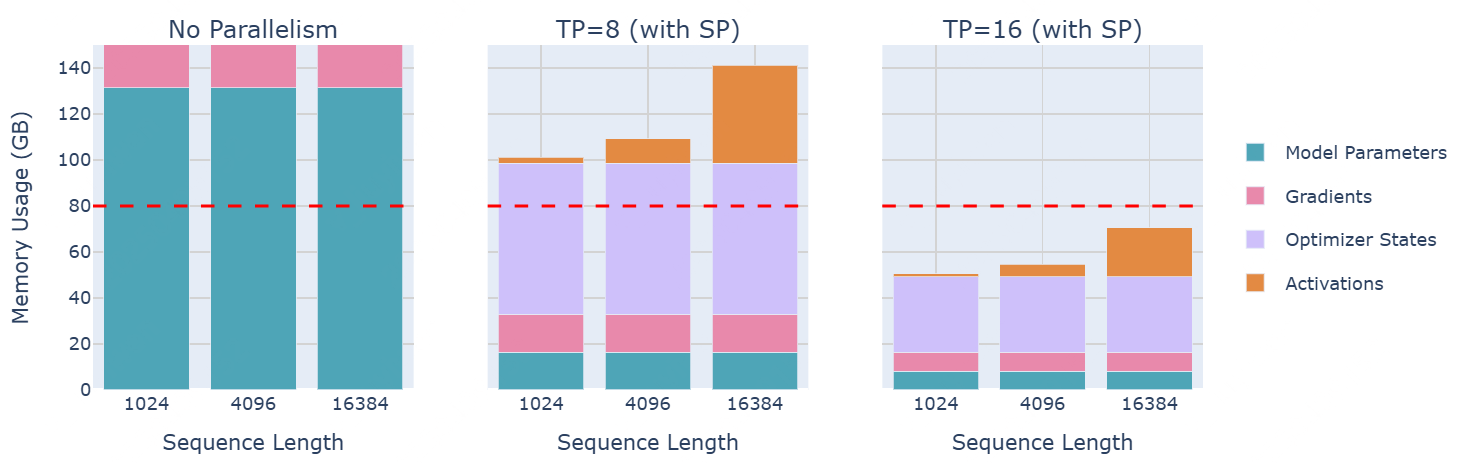 No Parallelism
TP=8 (with SP)
TP=16 (with SP)
Memory Usage (GB)
140
120
100
80
60
40
20
0
1024 4096 16384
1024 4096 16384
1024 4096 16384
Sequence Length
Sequence Length
Sequence Length
Model Parameters
Gradients
Optimizer States
Activations